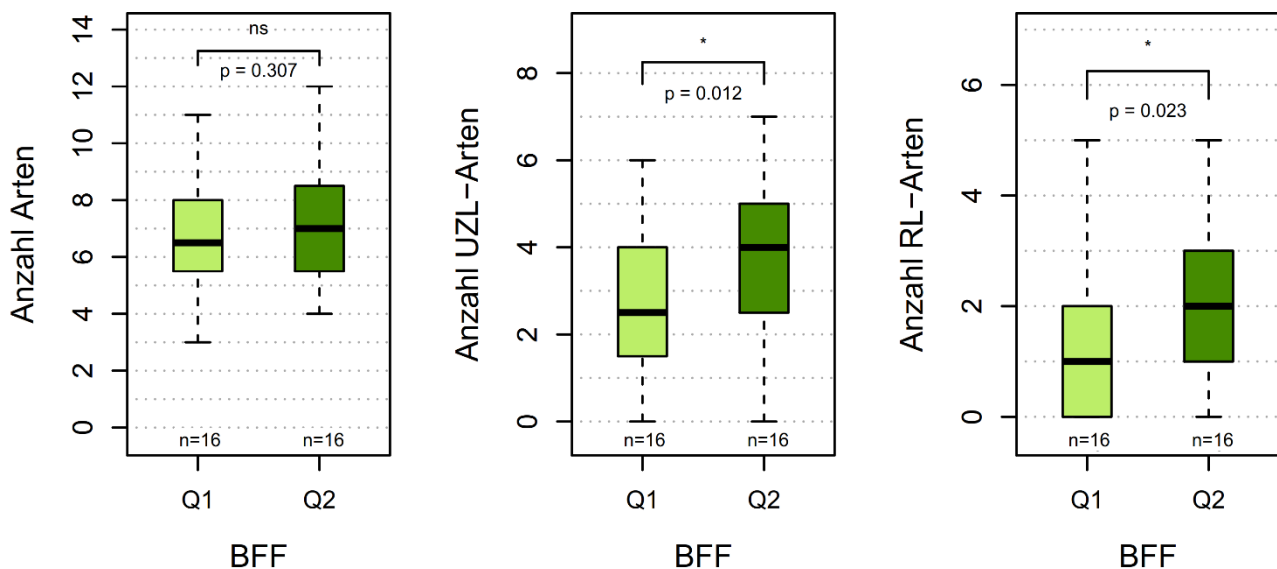 Anzahl Arten
14
12
10
8
6
4
2
0
ns
p = 0.307
n=16 n=16
Q1 Q2
BFF
Anzahl UZL−Arten
8
6
4
2
0
*
p = 0.012
n=16 n=16
Q1 Q2
BFF
Anzahl RL−Arten
6
4
2
0
*
p = 0.023
n=16 n=16
Q1 Q2
BFF